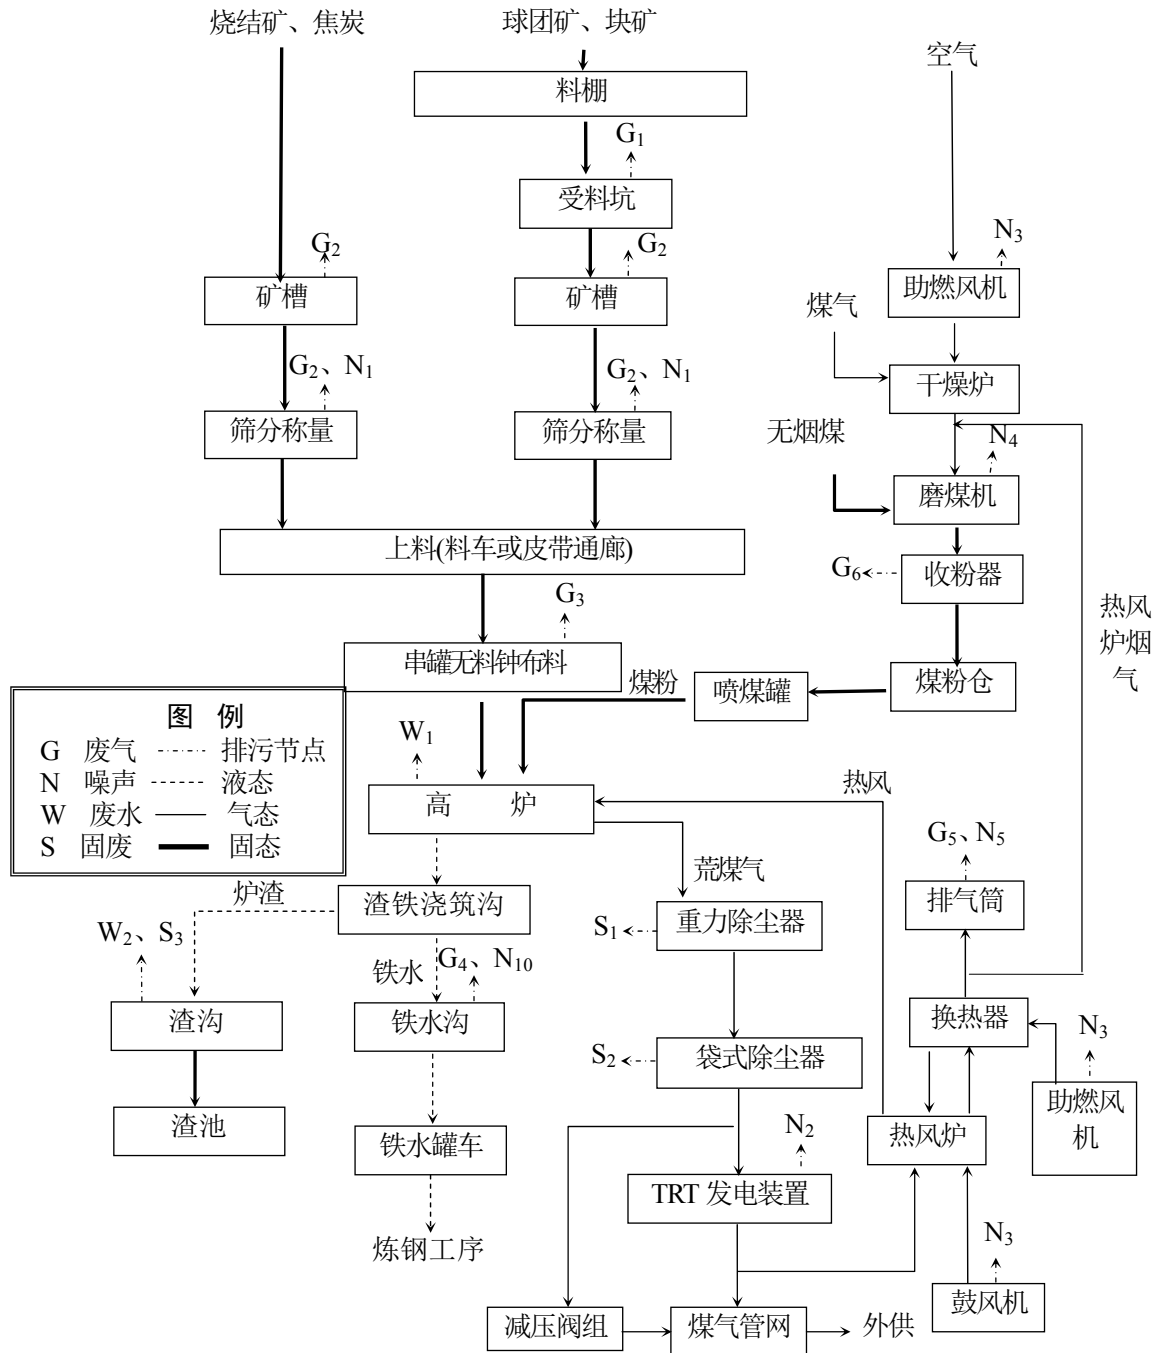 烧结矿、焦炭
球团矿、块矿
空气
料棚
G1
受料坑
N3
G2
G2
矿槽
矿槽
助燃风机
煤气
G2、N1
G2、N1
干燥炉
筛分称量
筛分称量
无烟煤
N4
磨煤机
上料(料车或皮带通廊)
G6
收粉器
G3
热风
炉烟
气
串罐无料钟布料
煤粉
喷煤罐
煤粉仓
图 例
G 废气 排污节点
N 噪声 液态
W 废水 气态
S 固废 固态
W1
热风
高 炉
G5、N5
荒煤气
炉渣
渣铁浇筑沟
排气筒
W2、S3
S1
重力除尘器
铁水
G4、N10
渣沟
铁水沟
换热器
N3
S2
袋式除尘器
助燃风
机
渣池
铁水罐车
N2
热风炉
TRT 发电装置
炼钢工序
N3
减压阀组
煤气管网
外供
鼓风机